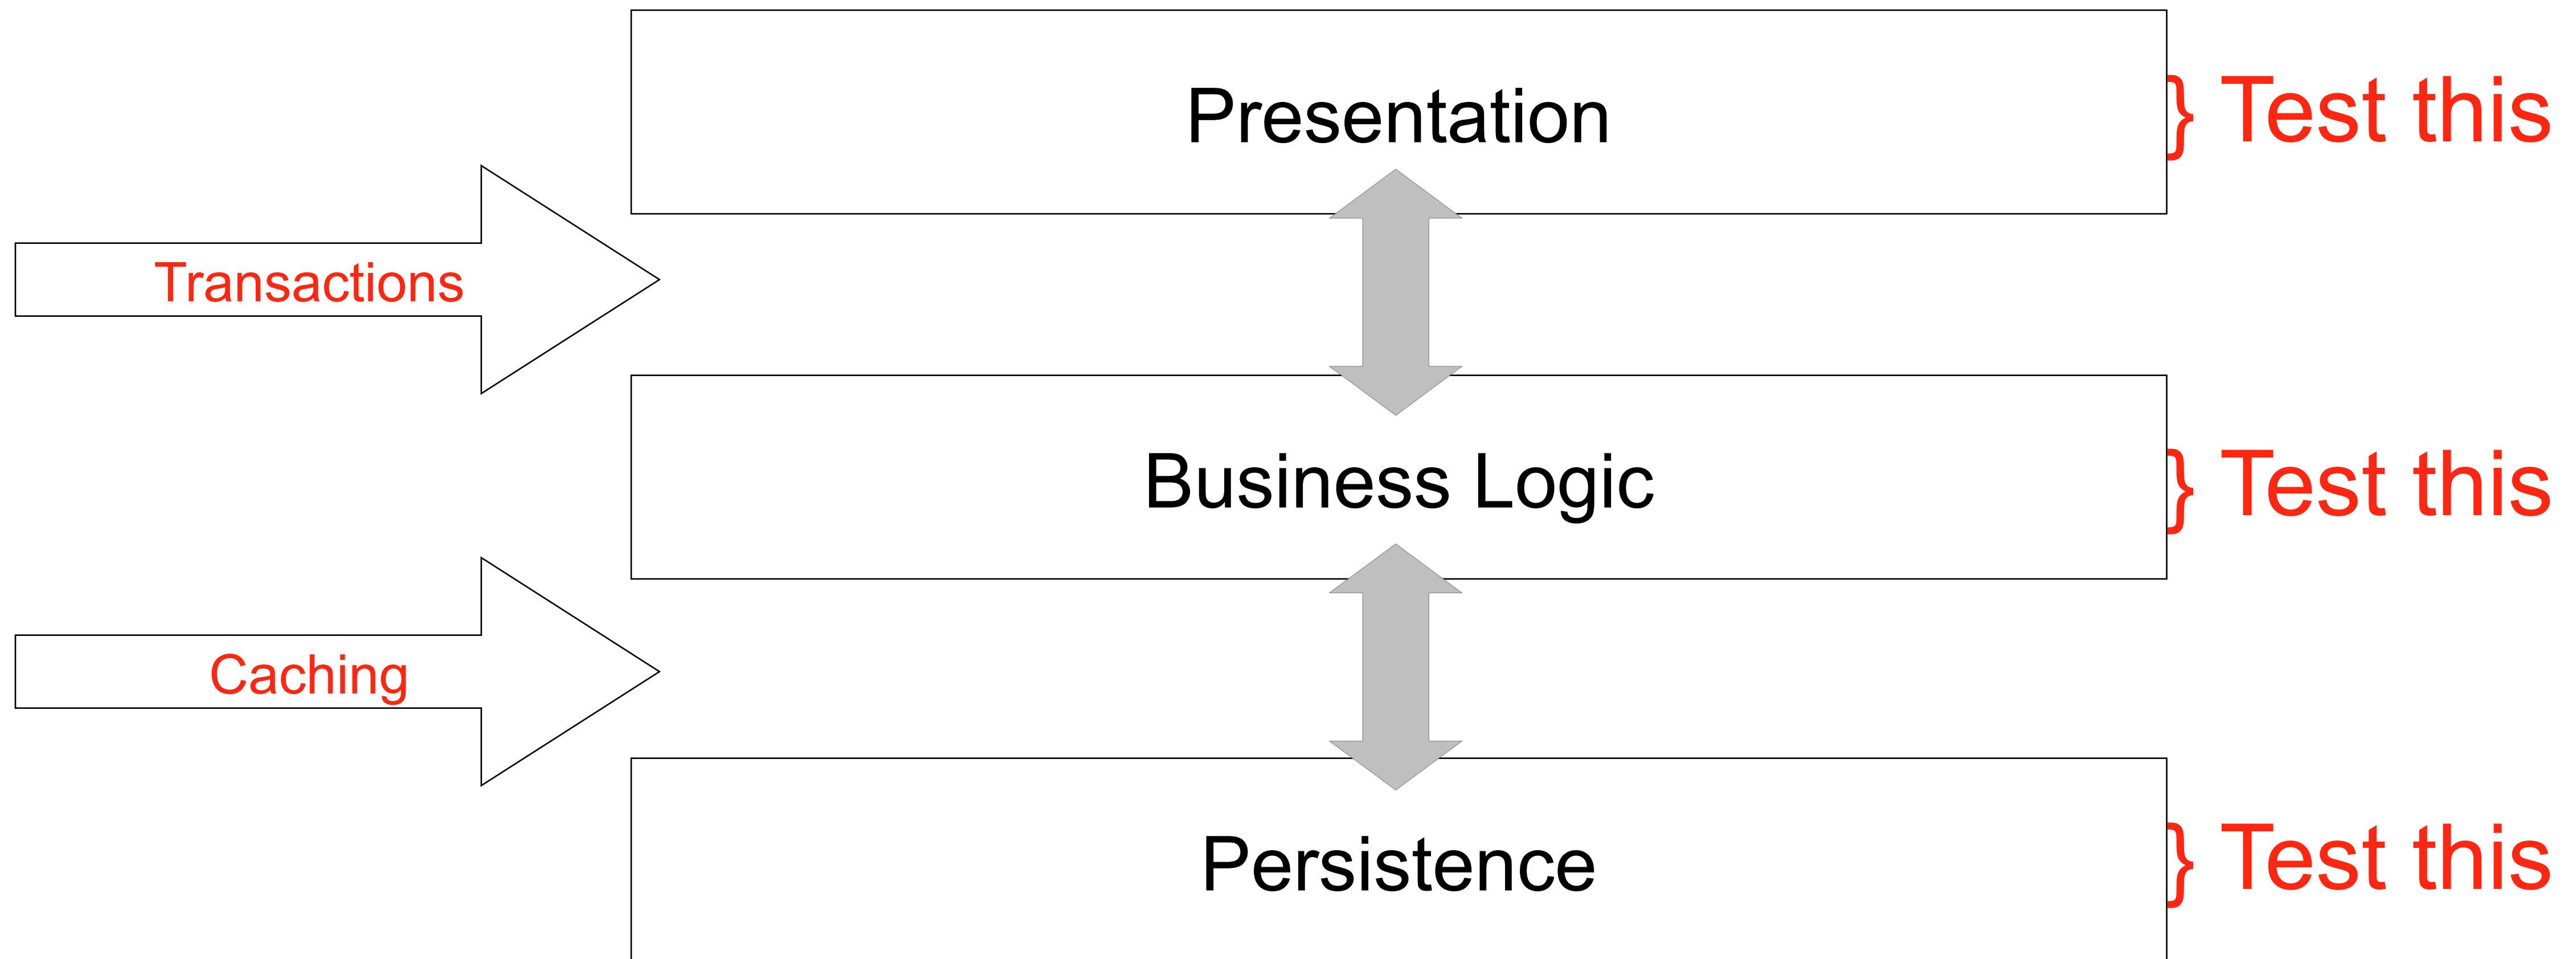 Presentation
} Test this
Transactions
Business Logic
} Test this
Caching
Persistence
} Test this